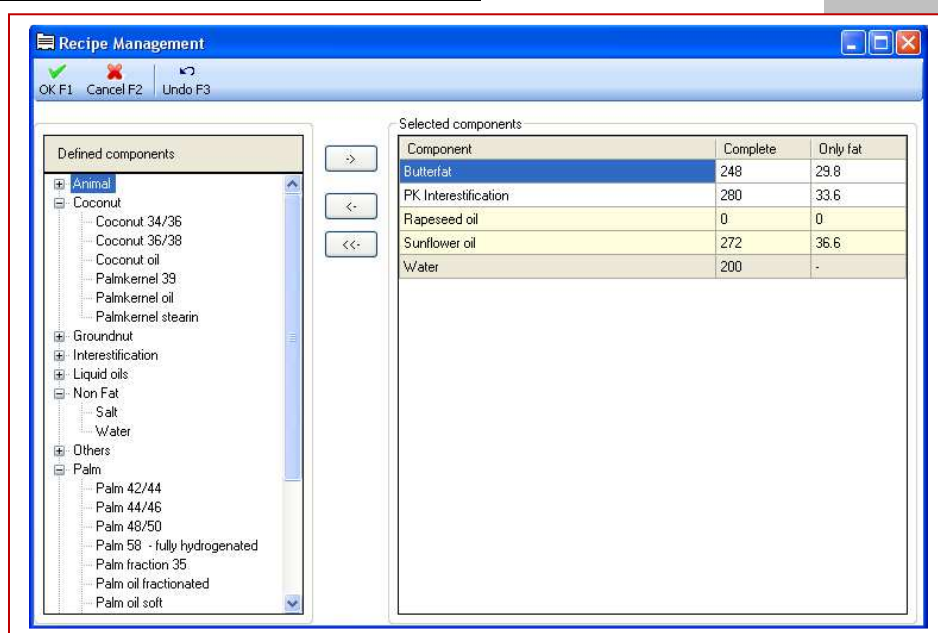 Recipe Management
OK F1 Cancel F2 Undo F3
Defined components
Animal
Coconut
Coconut 34/36
Coconut 36/38
Coconut oil
Palmkernel 39
Palmkernel oil
Palmkernel stearin
Groundnut
Interestification
Liquid oils
Non Fat
Salt
Water
Others
Palm
Palm 42/44
Palm 44/46
Palm 48/50
Palm 58 - fully hydrogenated
Palm fraction 35
Palm oil fractionated
Palm oil soft
->
<-
<<-
Selected components
Component Complete Only fat
Butterfat 248 29.8
PK Interestification 280 33.6
Rapeseed oil 0 0
Sunflower oil 272 36.6
Water 200 -